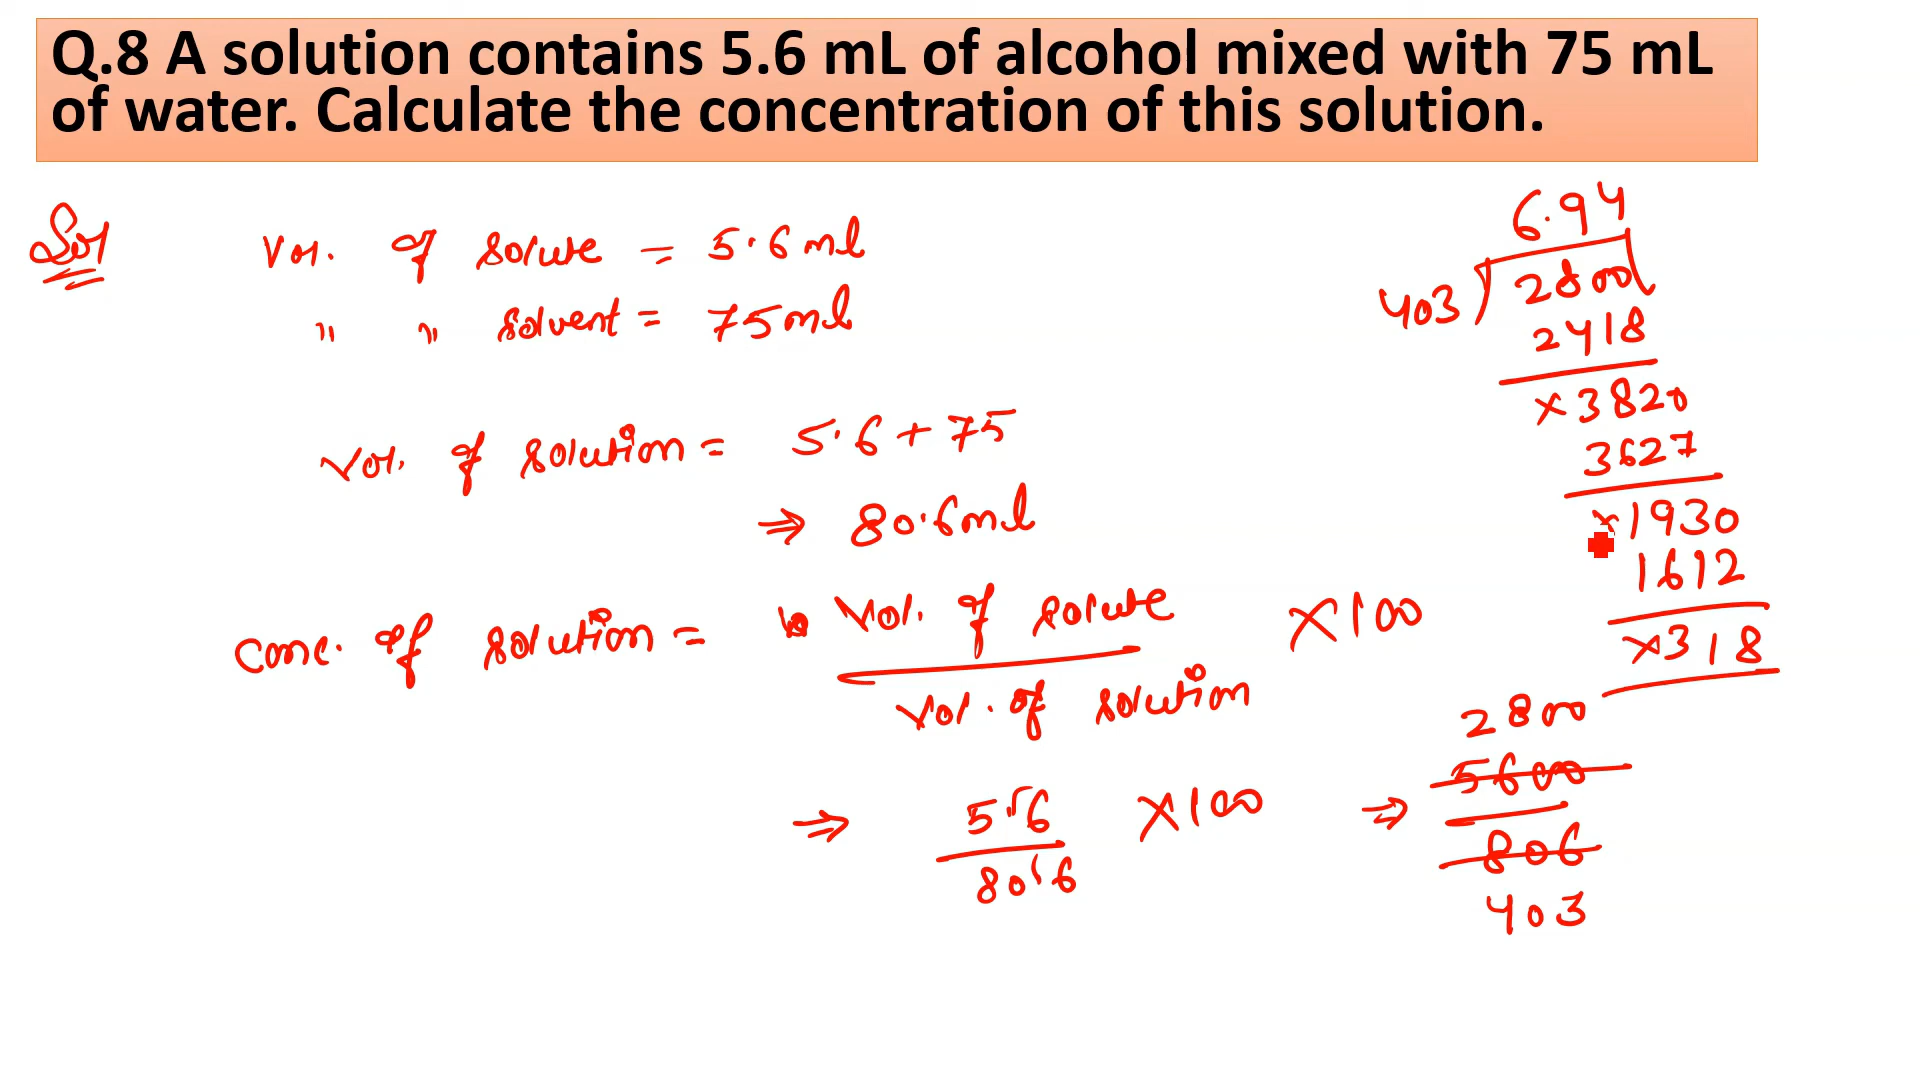 Q.8 A solution contains 5.6 mL of alcohol mixed with 75 mL
of water. Calculate the concentration of this solution.
Sol
Vol. of solute = 5.6 ml
" " solvent = 75 ml
Vol. of solution = 5.6 + 75
⇒ 80.6 ml
Conc. of solution = Vol. of solute × 100
Vol. of solution
⇒ 5.6 × 100 ⇒ 5600
80.6
806
2800
403
6.94
403 ) 2800
2418
×3820
3627
×1930
1612
×318